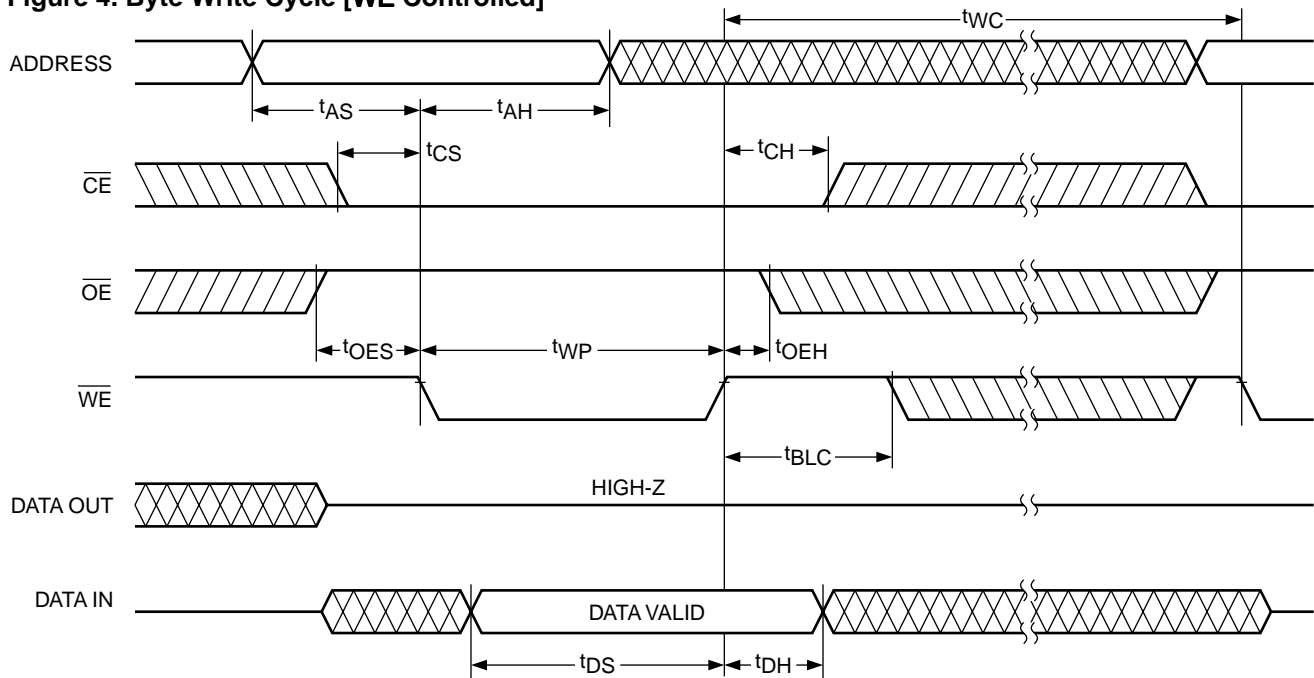 Figure 4. Byte Write Cycle [WE Controlled]
tWC
ADDRESS
tAS
tAH
tCS
tCH
CE
OE
tOES
tWP
tOEH
WE
tBLC
HIGH-Z
DATA OUT
DATA IN
DATA VALID
tDS
tDH